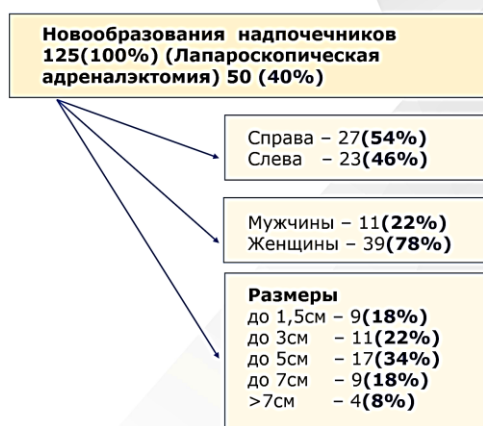 Новообразования надпочечников
125(100%) (Лапароскопическая
адреналэктомия) 50 (40%)
Справа – 27(54%)
Слева – 23(46%)
Мужчины – 11(22%)
Женщины – 39(78%)
Размеры
до 1,5см – 9(18%)
до 3см – 11(22%)
до 5см – 17(34%)
до 7см – 9(18%)
>7см – 4(8%)